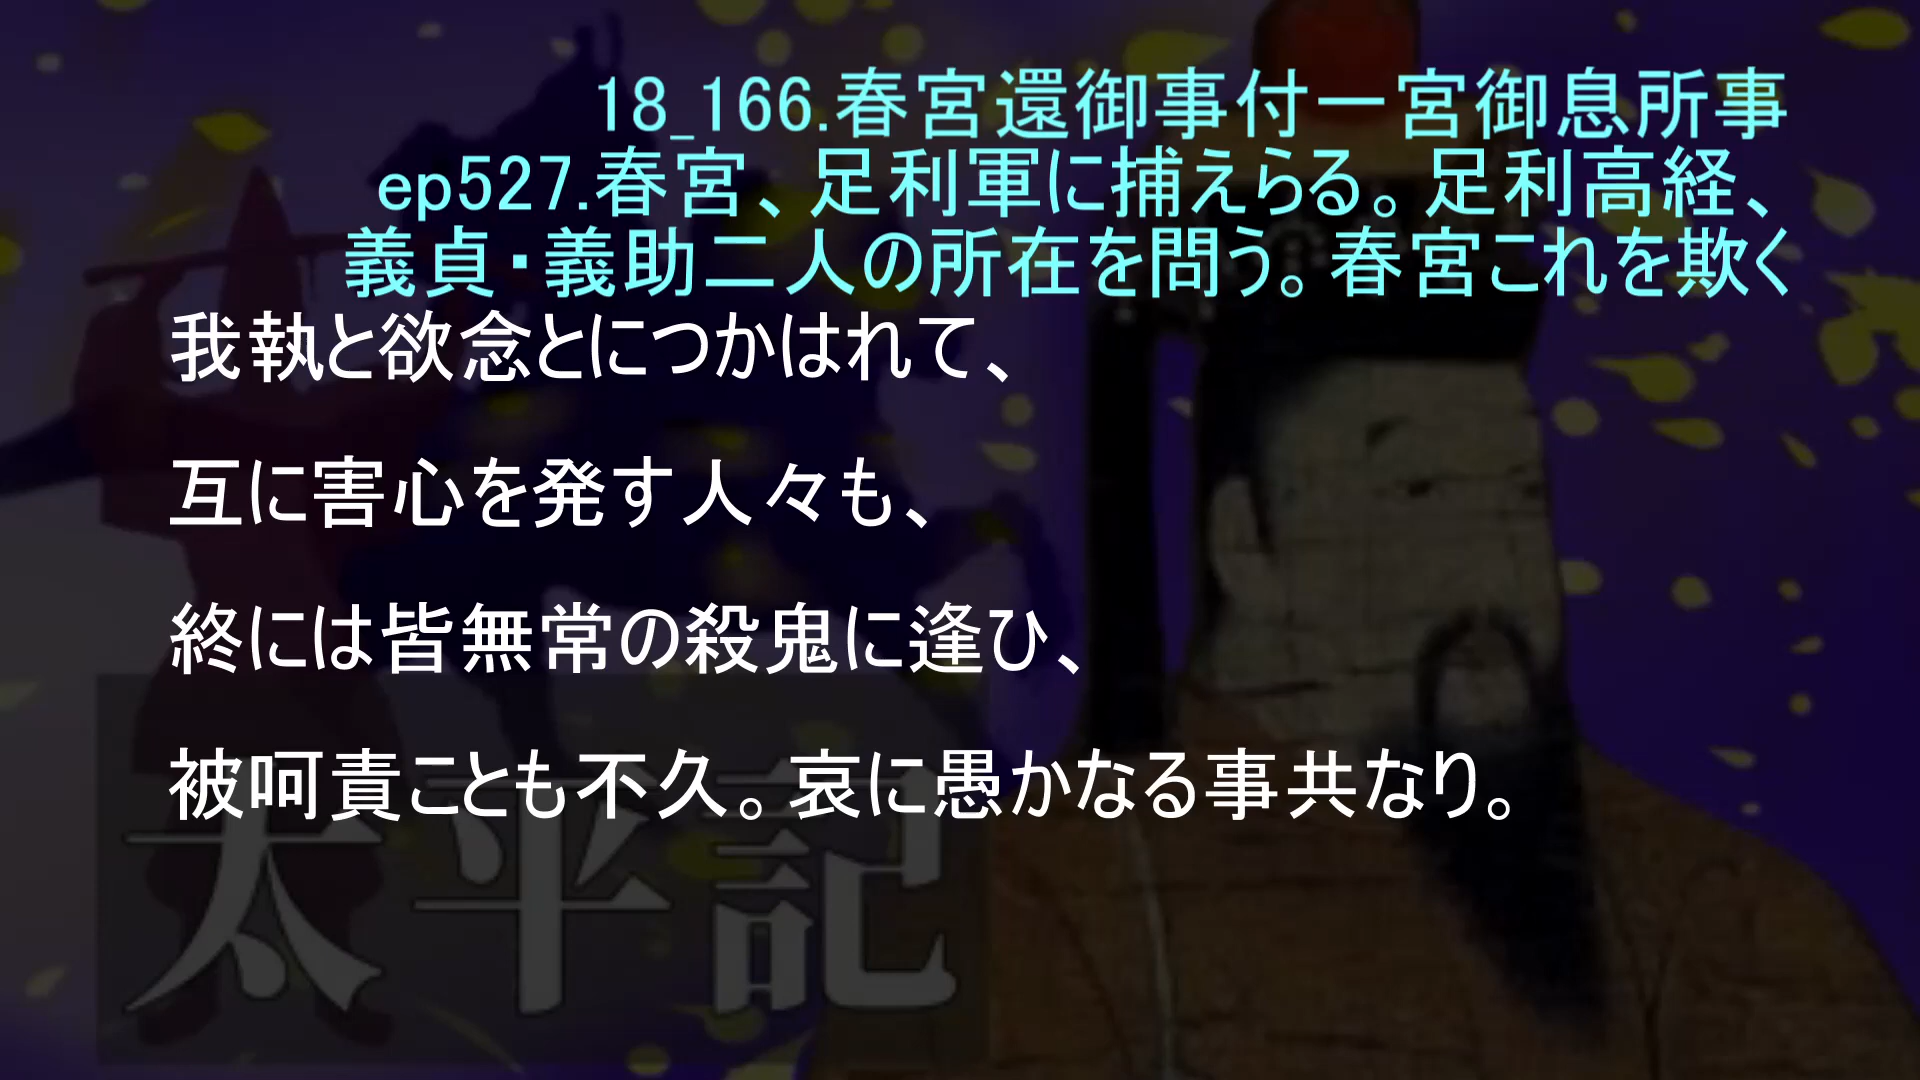 18_166.春宮還御事付一宮御息所事
ep527.春宮、足利軍に捕えらる。足利高経、
義貞・義助二人の所在を問う。春宮これを欺く
我執と欲念とにつかはれて、
互に害心を発す人々も、
終には皆無常の殺鬼に逢ひ、
被呵責ことも不久。哀に愚かなる事共なり。
太平記